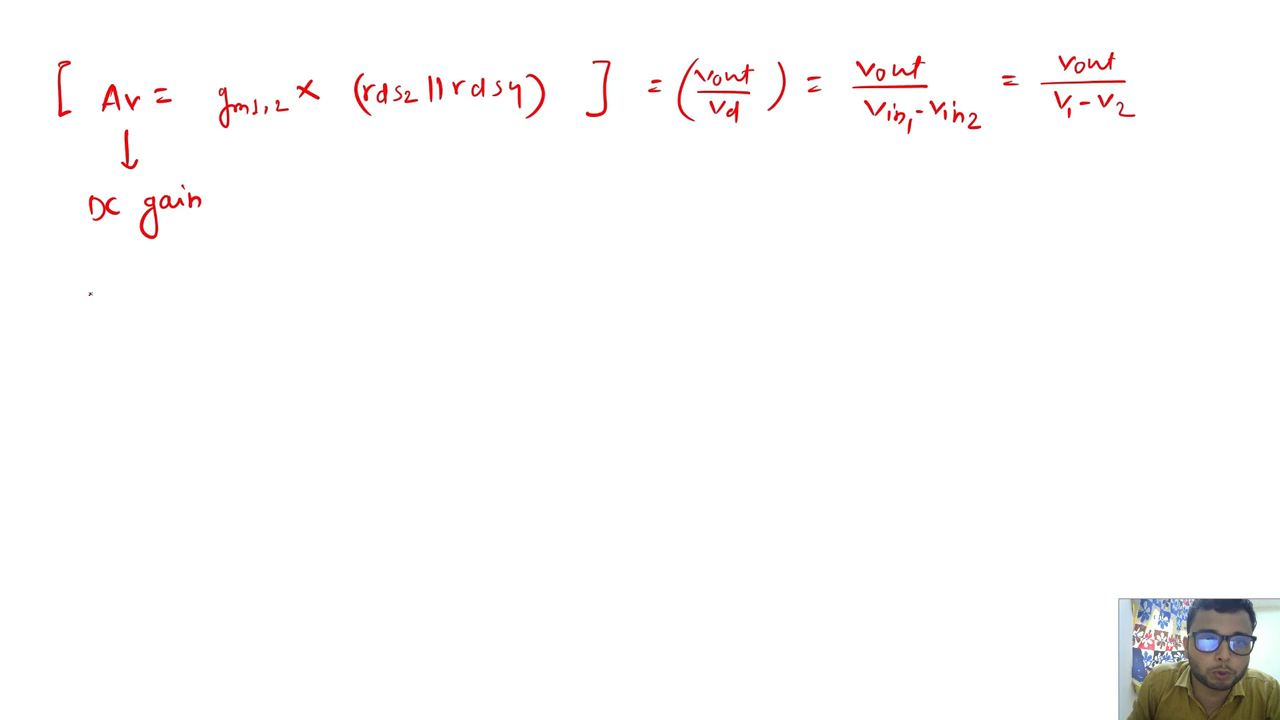 [ Av = gm1,2 × (rds2 || rds4) ] = (vout/vd) = vout/(vin1 - vin2) = vout/(v1 - v2)
↓
DC gain